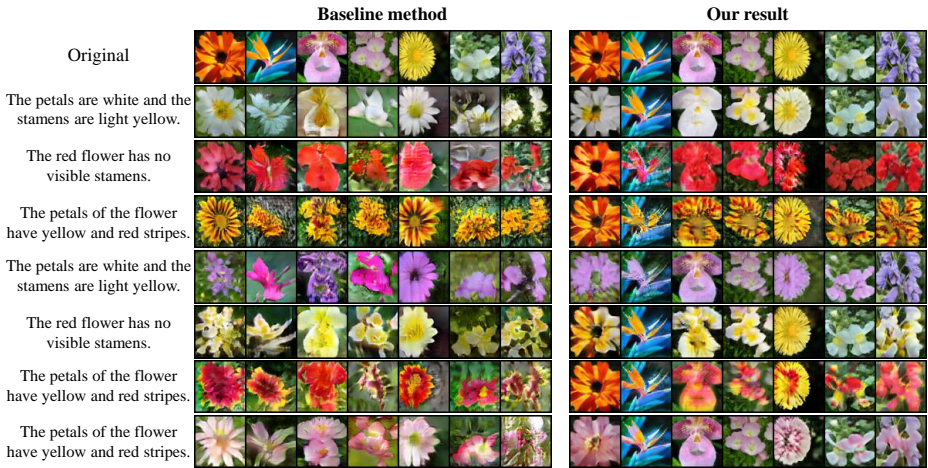 Baseline method
Our result
Original
The petals are white and the
stamens are light yellow.
The red flower has no
visible stamens.
The petals of the flower
have yellow and red stripes.
The petals are white and the
stamens are light yellow.
The red flower has no
visible stamens.
The petals of the flower
have yellow and red stripes.
The petals of the flower
have yellow and red stripes.